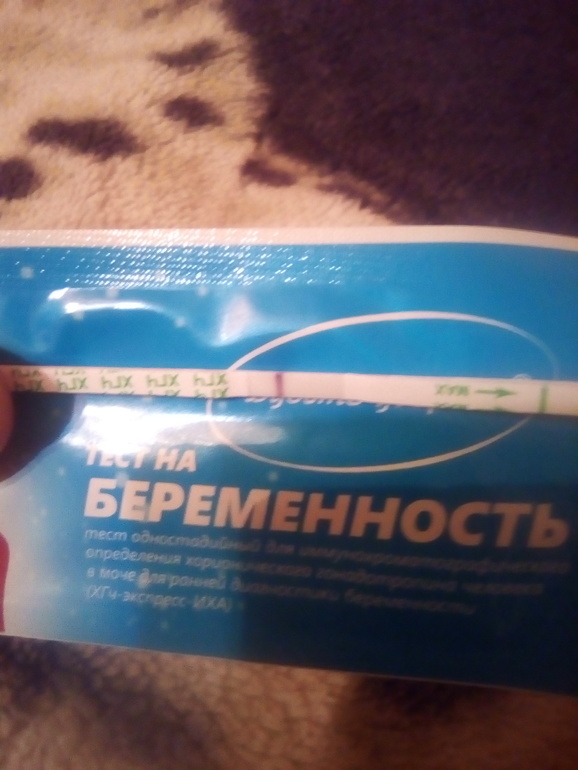 ХГЧ ХГЧ ХГЧ ХГЧ ХГЧ
MAX
ТЕСТ НА
БЕРЕМЕННОСТЬ
тест одностадийный для иммунохроматографического
определения хорионического гонадотропина человека
в моче для ранней диагностики беременности
(ХГч-экспресс-ИХА)